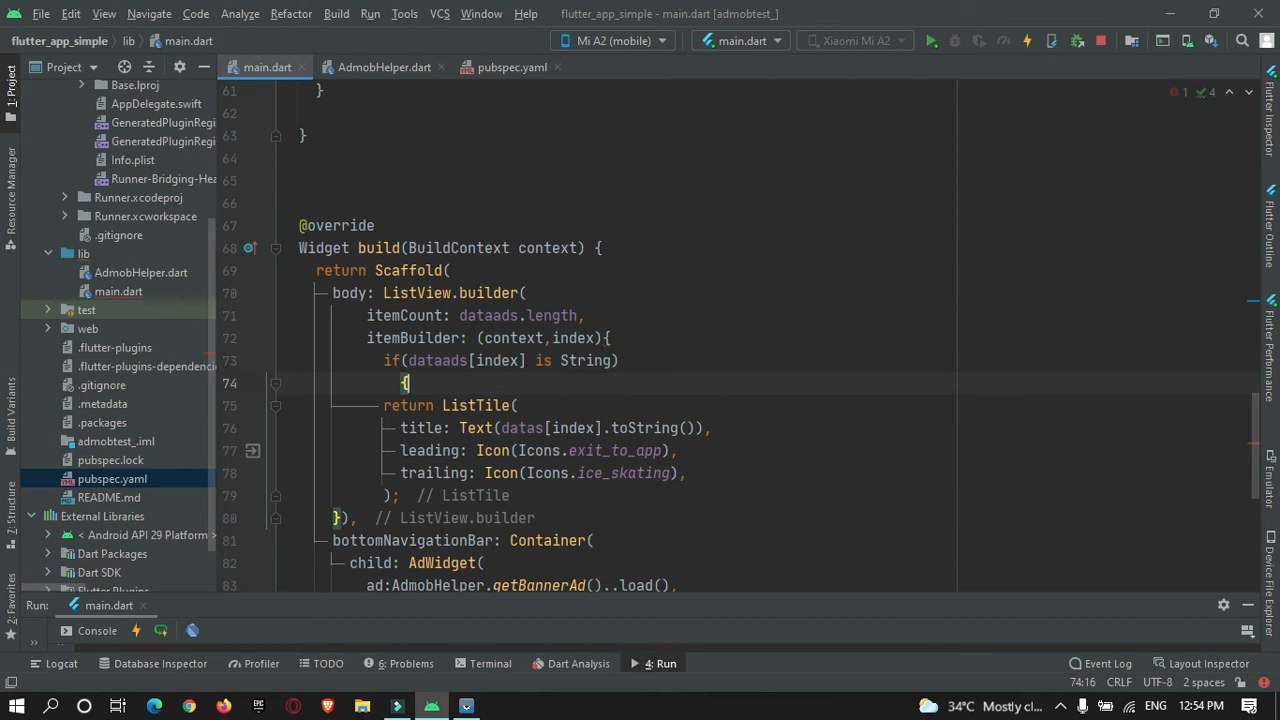 File Edit View Navigate Code Analyze Refactor Build Run Tools VCS Window Help flutter_app_simple - main.dart [admobtest_]
flutter_app_simple lib main.dart Mi A2 (mobile) main.dart Xiaomi Mi A2
Project main.dart AdmobHelper.dart pubspec.yaml
Base.lproj
AppDelegate.swift
GeneratedPluginRegi
GeneratedPluginRegi
Info.plist
Runner-Bridging-Hea
Runner.xcodeproj
Runner.xcworkspace
.gitignore
lib
AdmobHelper.dart
main.dart
test
web
.flutter-plugins
.flutter-plugins-dependencie
.gitignore
.metadata
.packages
admobtest_.iml
pubspec.lock
pubspec.yaml
README.md
External Libraries
< Android API 29 Platform
Dart Packages
Dart SDK
Flutter Plugins
1: Project
Resource Manager
Build Variants
7: Structure
2: Favorites
1 4
61 }
62
63 }
64
65
66
67 @override
68 Widget build(BuildContext context) {
69 return Scaffold(
70 body: ListView.builder(
71 itemCount: dataads.length,
72 itemBuilder: (context,index){
73 if(dataads[index] is String)
74 {
75 return ListTile(
76 title: Text(datas[index].toString()),
77 leading: Icon(Icons.exit_to_app),
78 trailing: Icon(Icons.ice_skating),
79 ); // ListTile
80 }), // ListView.builder
81 bottomNavigationBar: Container(
82 child: AdWidget(
83 ad:AdmobHelper.getBannerAd()..load(),
Flutter Inspector
Flutter Outline
Flutter Performance
Emulator
Device File Explorer
Run: main.dart
Console
Logcat Database Inspector Profiler TODO 6: Problems Terminal Dart Analysis 4: Run Event Log Layout Inspector
74:16 CRLF UTF-8 2 spaces
34°C Mostly cl... ENG 12:54 PM